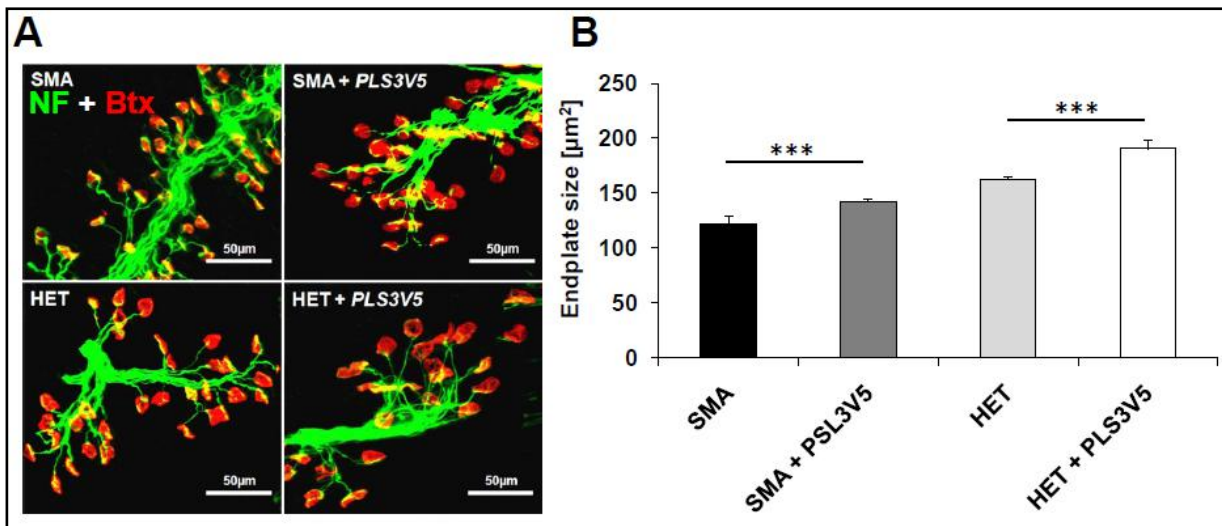 A
SMA
NF + Btx
50µm
SMA + PLS3V5
50µm
HET
50µm
HET + PLS3V5
50µm
B
Endplate size [µm²]
250
200
150
100
50
0
***
***
SMA
SMA + PSL3V5
HET
HET + PLS3V5